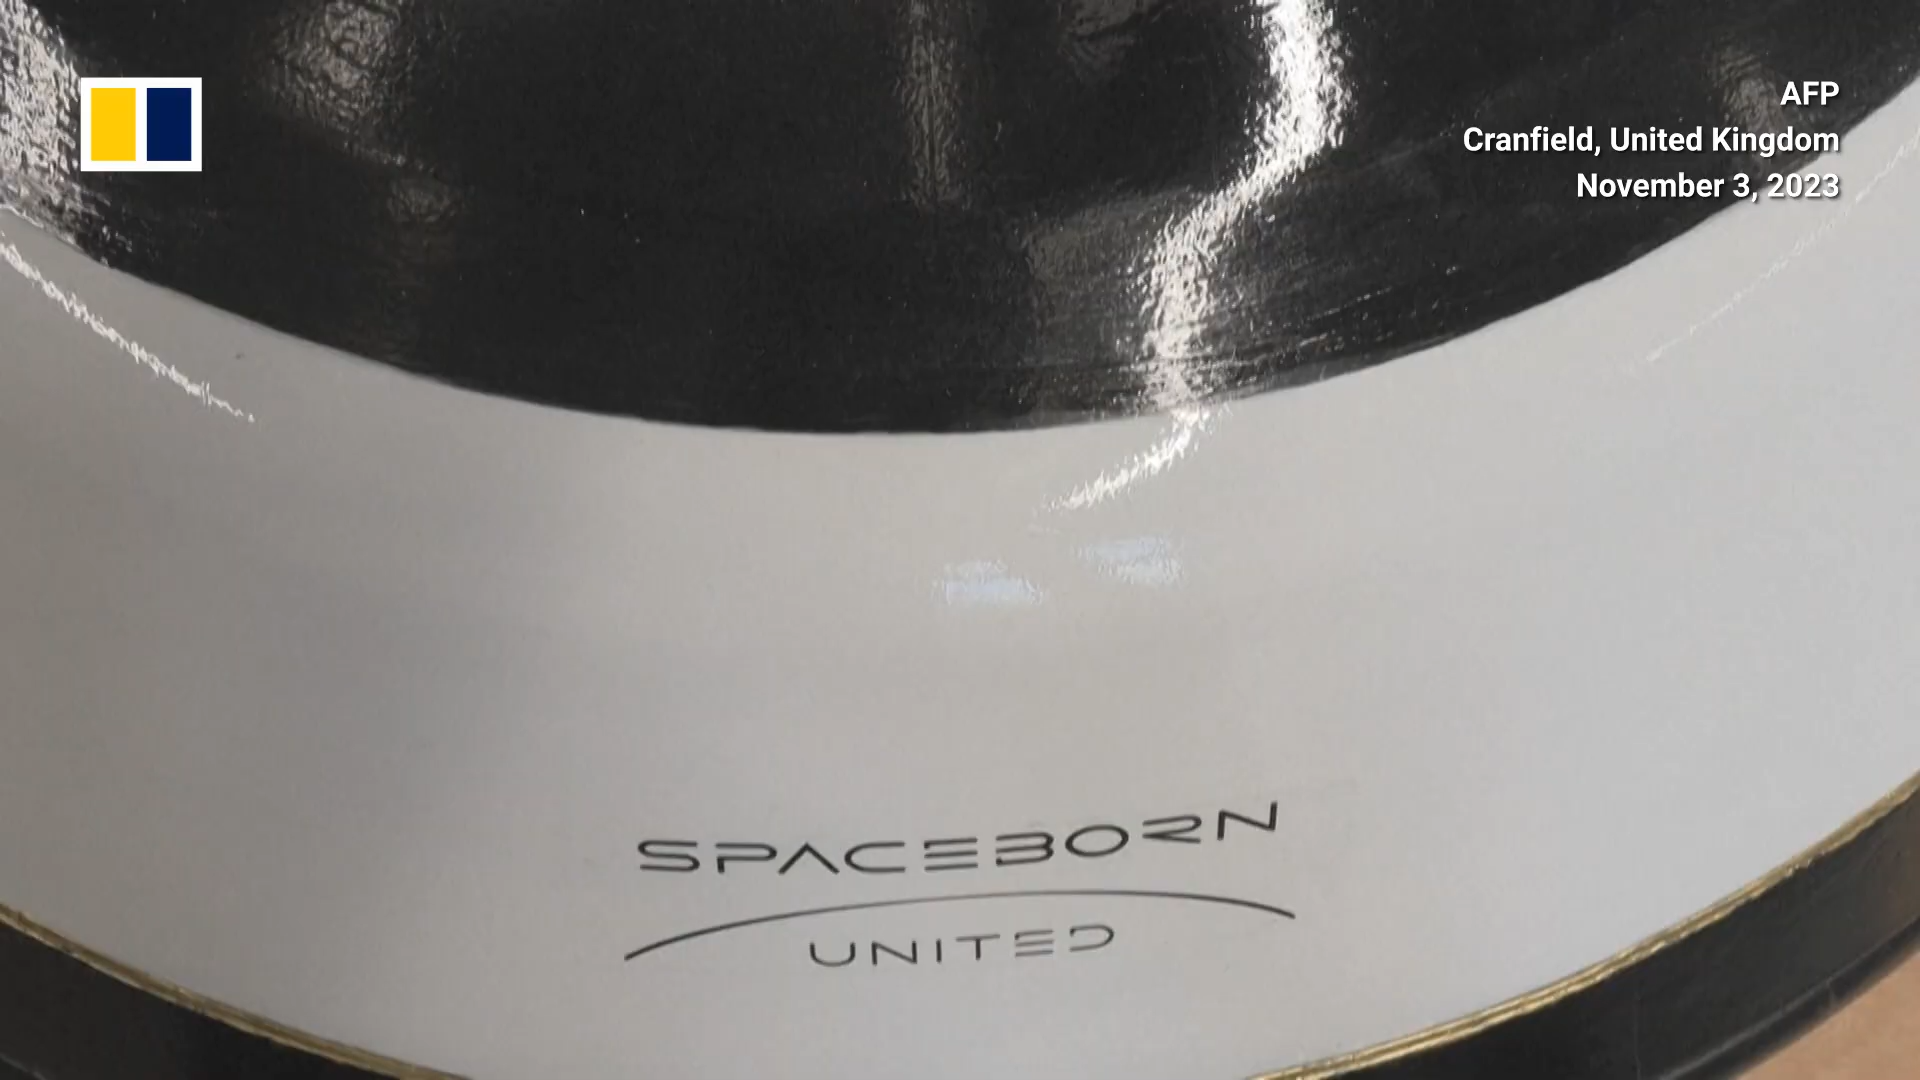 AFP
Cranfield, United Kingdom
November 3, 2023
SPACEBORN
UNITED